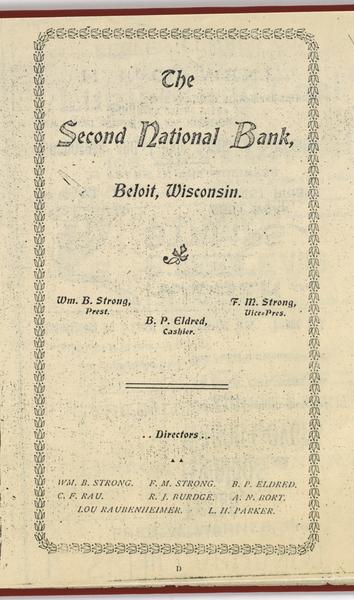 The
Second National Bank,
Beloit, Wisconsin.
Wm. B. Strong, F. M. Strong,
Prest. Vice=Pres.
B. P. Eldred,
Cashier.
. . Directors . .
WM. B. STRONG. F. M. STRONG. B. P. ELDRED.
C. F. RAU. R. J. BURDGE. A. N. BORT.
LOU RAUBENHEIMER. L. H. PARKER.
D